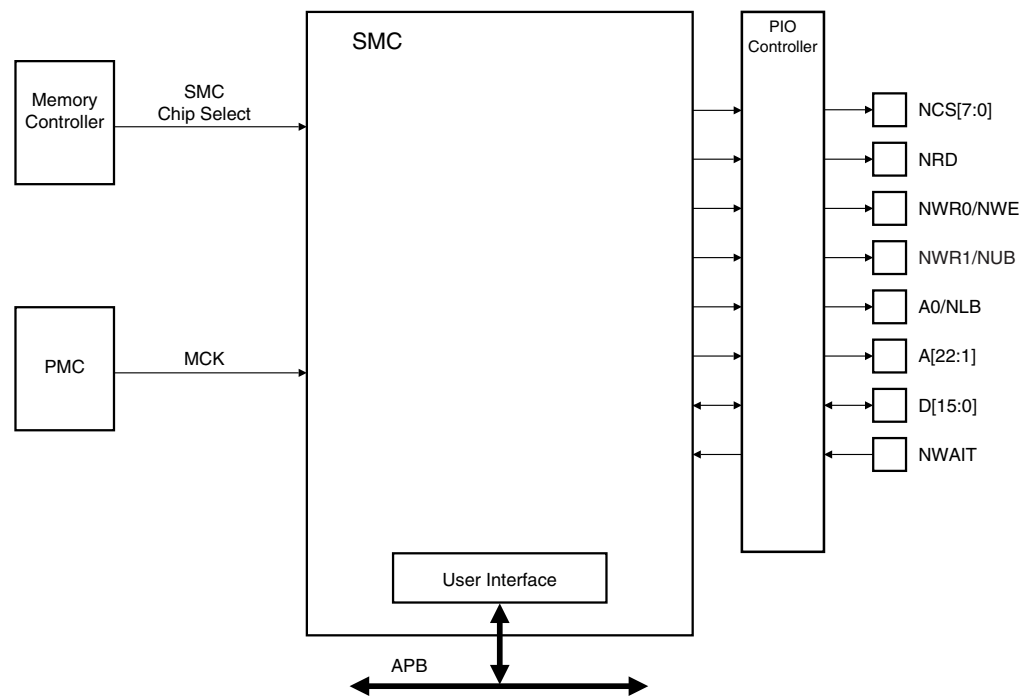 SMC
PIO
Controller
Memory
Controller
SMC
Chip Select
NCS[7:0]
NRD
NWR0/NWE
NWR1/NUB
A0/NLB
A[22:1]
D[15:0]
NWAIT
PMC
MCK
User Interface
APB